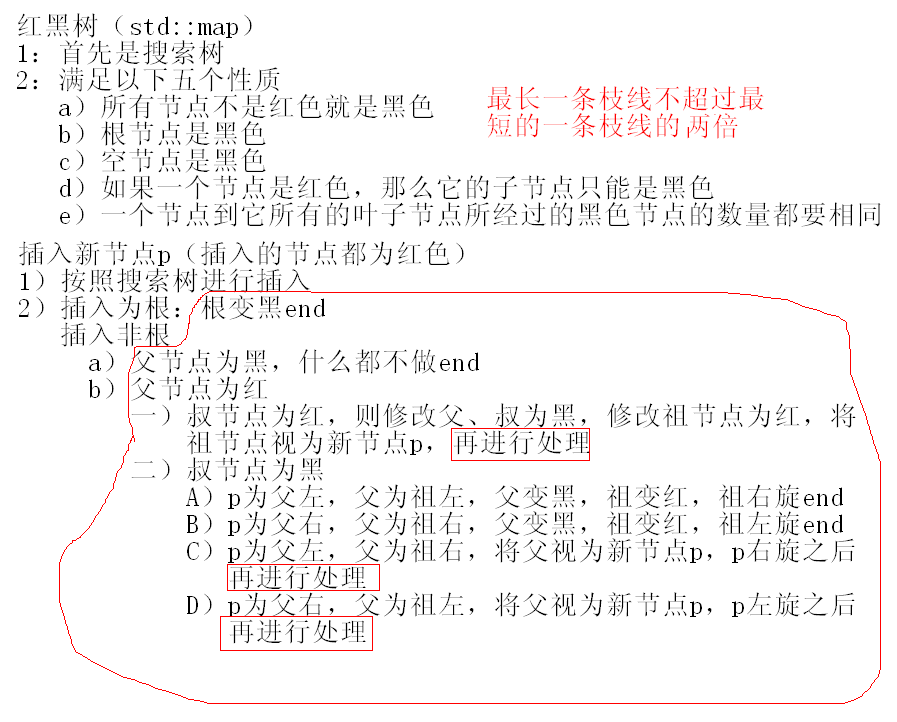 红黑树（std::map）
1：首先是搜索树
2：满足以下五个性质
a）所有节点不是红色就是黑色
b）根节点是黑色
c）空节点是黑色
d）如果一个节点是红色，那么它的子节点只能是黑色
e）一个节点到它所有的叶子节点所经过的黑色节点的数量都要相同
最长一条枝线不超过最
短的一条枝线的两倍
插入新节点p（插入的节点都为红色）
1）按照搜索树进行插入
2）插入为根：根变黑end
插入非根
a）父节点为黑，什么都不做end
b）父节点为红
一）叔节点为红，则修改父、叔为黑，修改祖节点为红，将
祖节点视为新节点p，再进行处理
二）叔节点为黑
A）p为父左，父为祖左，父变黑，祖变红，祖右旋end
B）p为父右，父为祖右，父变黑，祖变红，祖左旋end
C）p为父左，父为祖右，将父视为新节点p，p右旋之后
再进行处理
D）p为父右，父为祖左，将父视为新节点p，p左旋之后
再进行处理